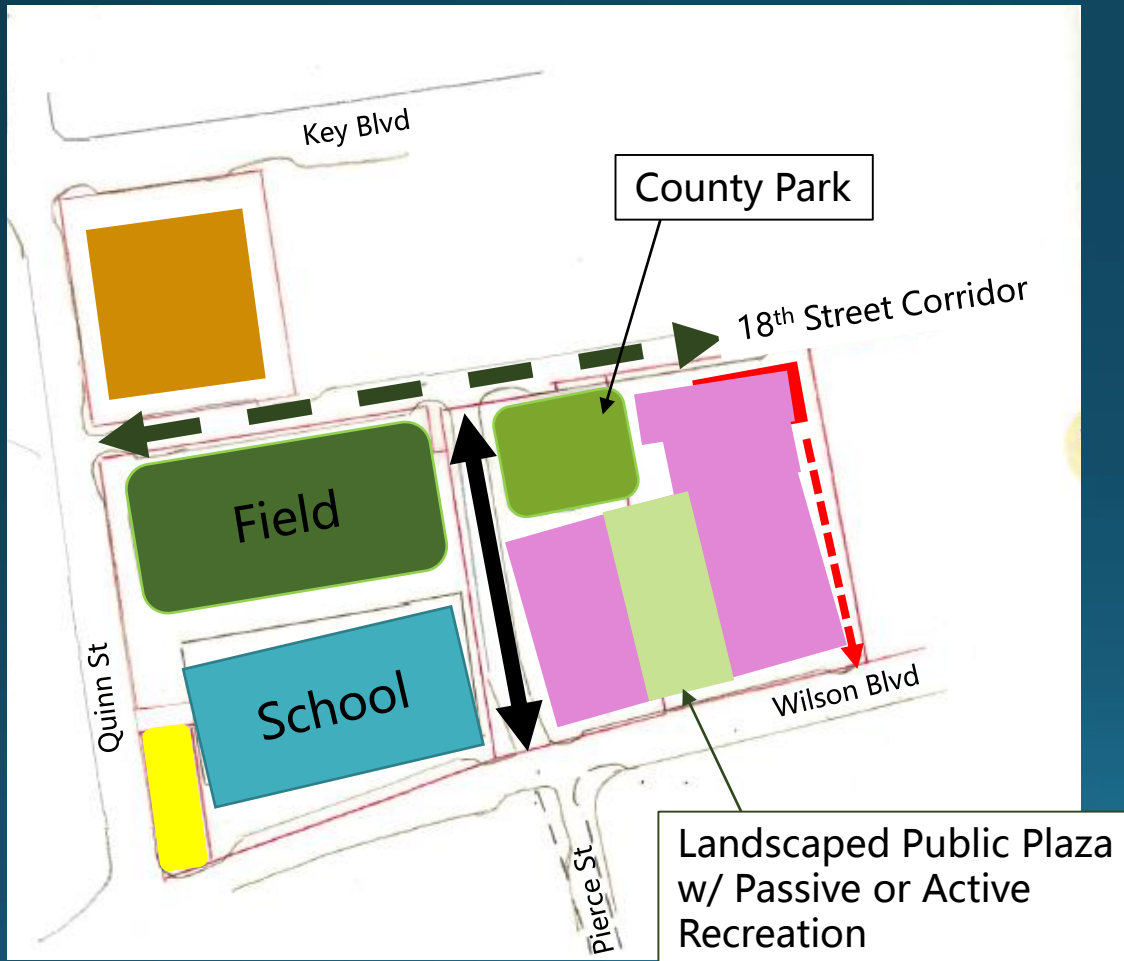 Key Blvd
County Park
18th Street Corridor
Field
School
Quinn St
Wilson Blvd
Pierce St
Landscaped Public Plaza
w/ Passive or Active
Recreation